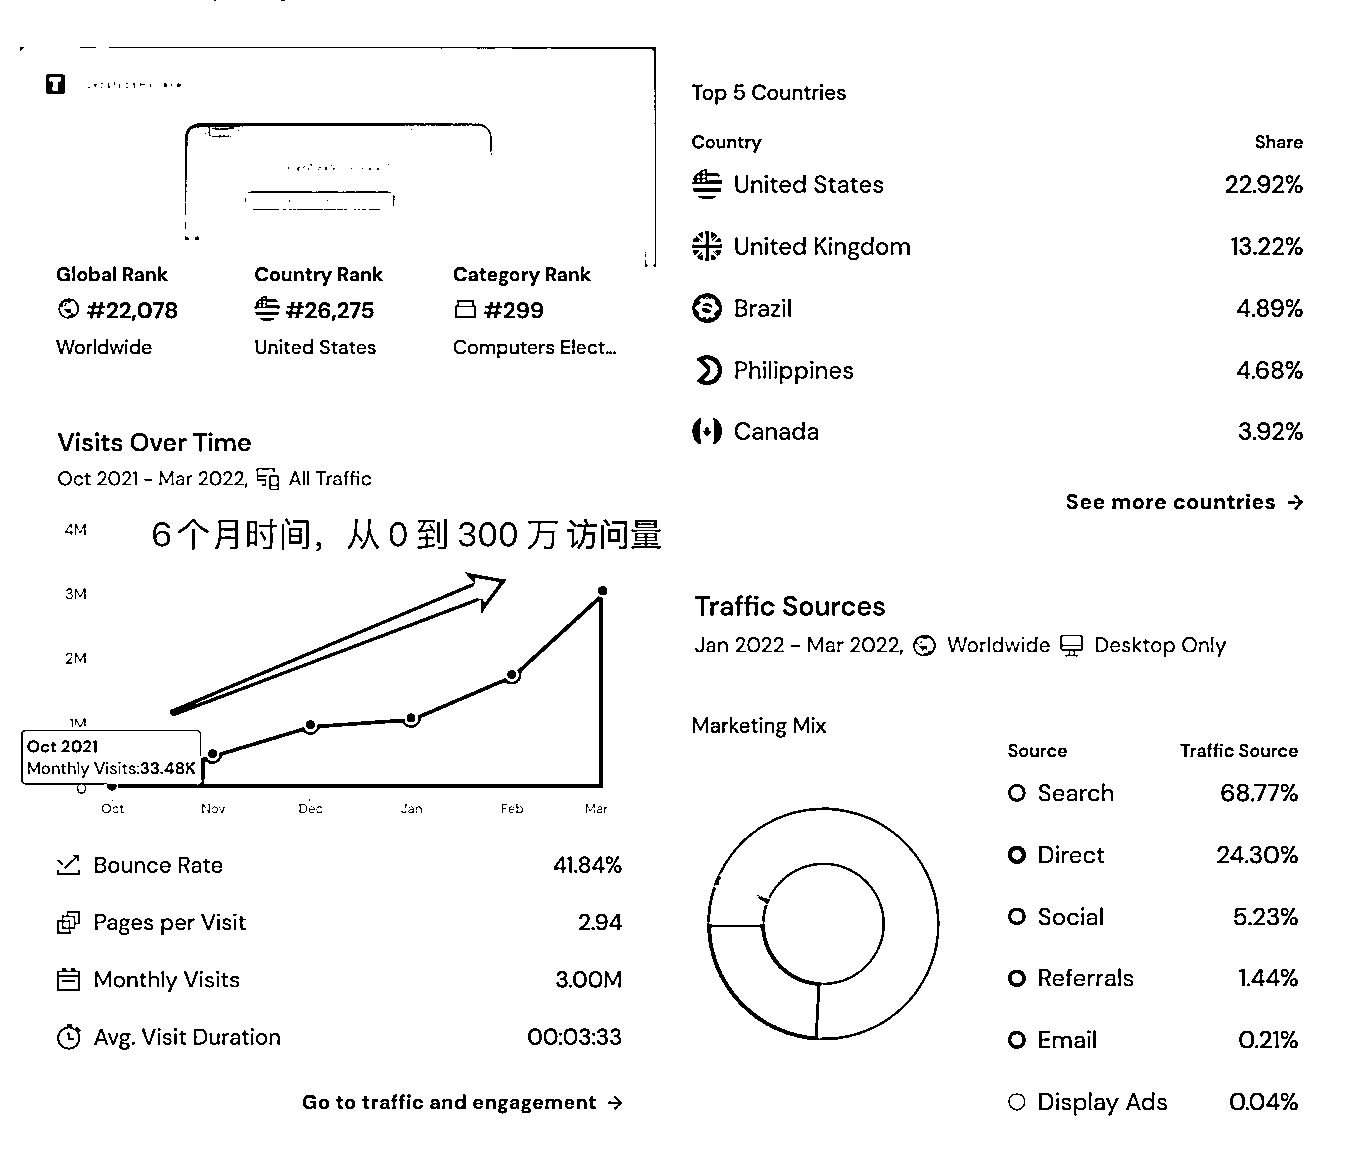 T
Global Rank Country Rank Category Rank
#22,078 #26,275 #299
Worldwide United States Computers Elect...
Visits Over Time
Oct 2021 - Mar 2022, All Traffic
6个月时间，从 0 到 300 万 访问量
4M
3M
2M
1M
0
Oct 2021
Monthly Visits:33.48K
Oct Nov Dec Jan Feb Mar
Bounce Rate 41.84%
Pages per Visit 2.94
Monthly Visits 3.00M
Avg. Visit Duration 00:03:33
Go to traffic and engagement →
Top 5 Countries
Country Share
United States 22.92%
United Kingdom 13.22%
Brazil 4.89%
Philippines 4.68%
Canada 3.92%
See more countries →
Traffic Sources
Jan 2022 - Mar 2022, Worldwide Desktop Only
Marketing Mix
Source Traffic Source
Search 68.77%
Direct 24.30%
Social 5.23%
Referrals 1.44%
Email 0.21%
Display Ads 0.04%